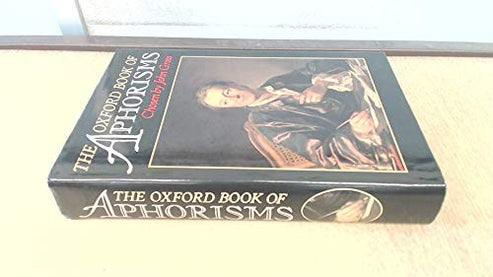 THE OXFORD BOOK OF
APHORISMS
Chosen by John Gross
THE OXFORD BOOK OF
APHORISMS